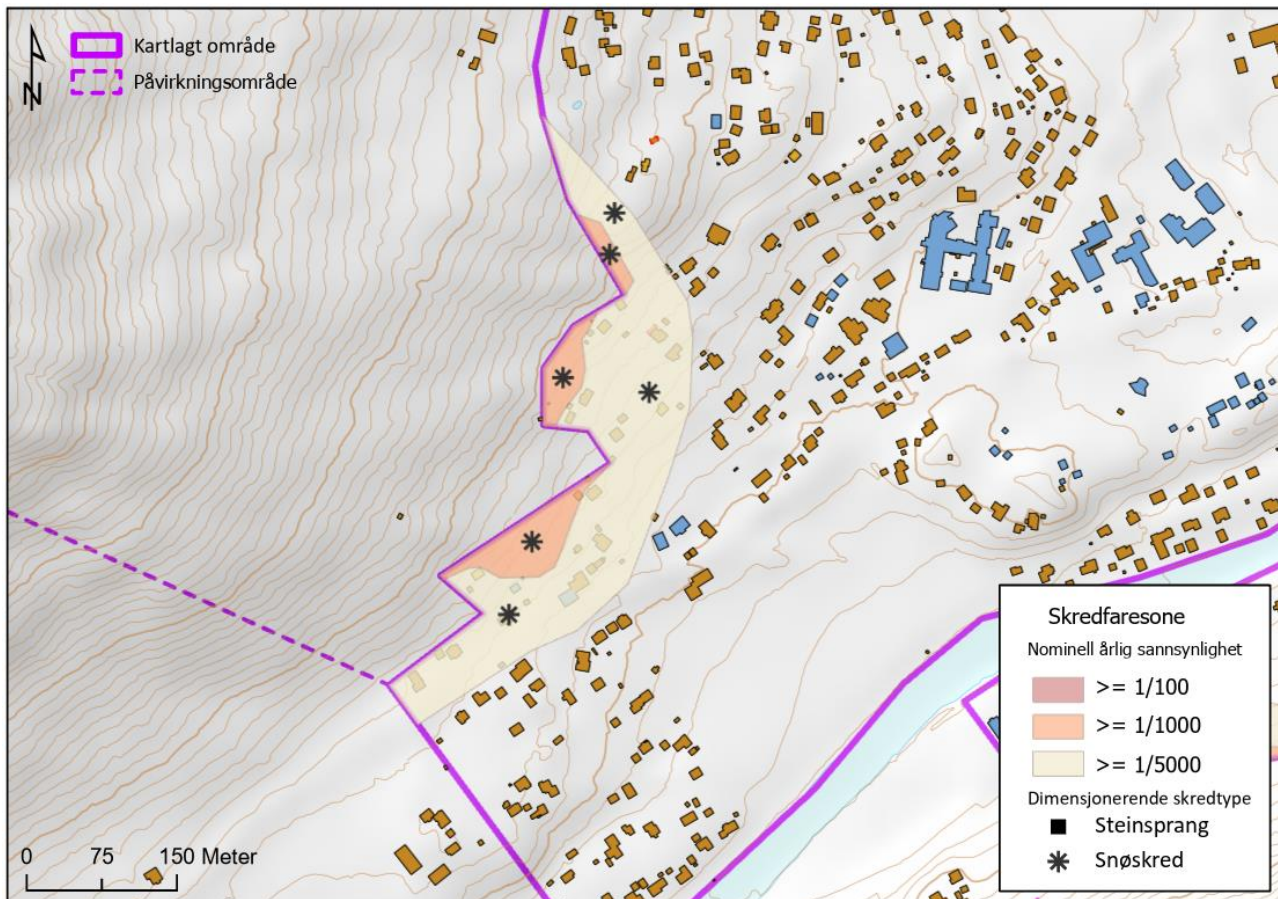 Kartlagt område
Påvirkningsområde
N
Skredfaresone
Nominell årlig sannsynlighet
>= 1/100
>= 1/1000
>= 1/5000
Dimensjonerende skredtype
Steinsprang
Snøskred
0 75 150 Meter